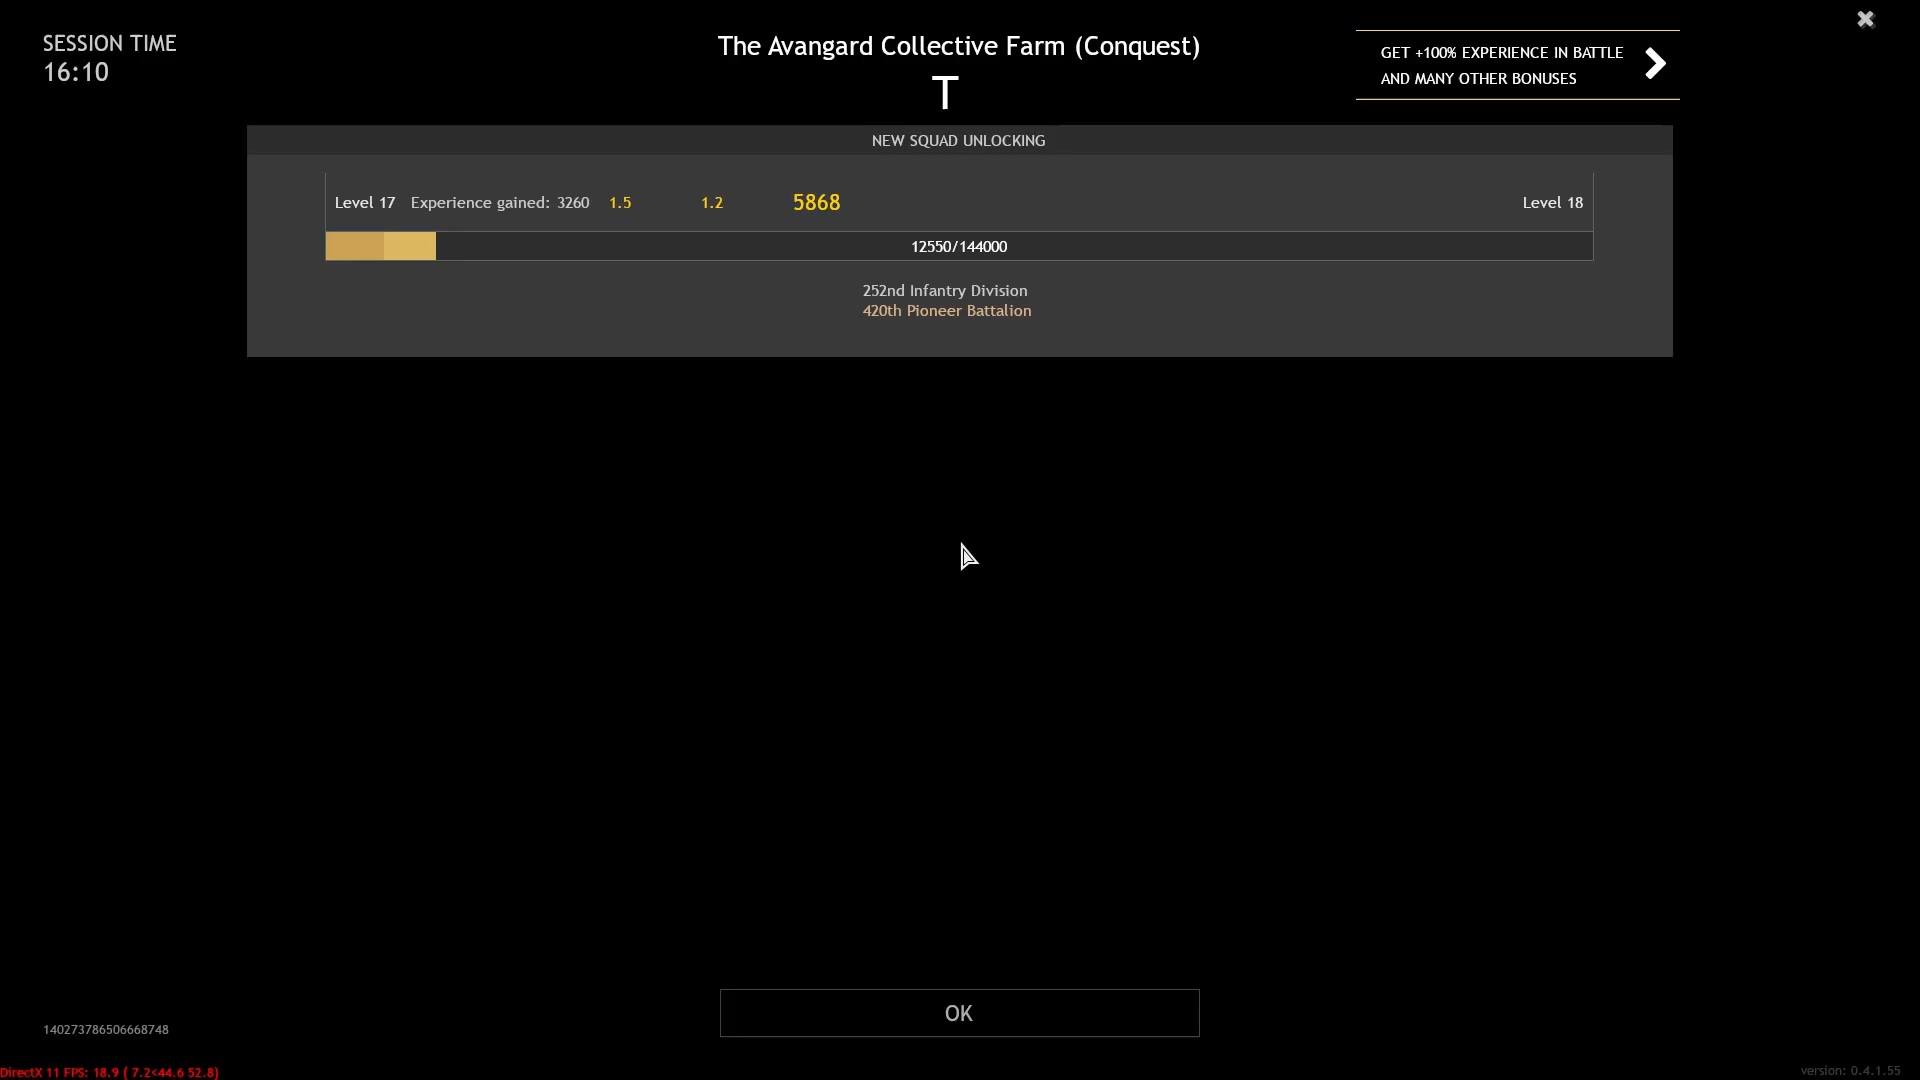 SESSION TIME
16:10
The Avangard Collective Farm (Conquest)
T
GET +100% EXPERIENCE IN BATTLE
AND MANY OTHER BONUSES
NEW SQUAD UNLOCKING
Level 17 Experience gained: 3260 1.5 1.2 5868 Level 18
12550/144000
252nd Infantry Division
420th Pioneer Battalion
OK
140273786506668748
DirectX 11 FPS: 18.9 ( 7.2<44.6 52.8)
version: 0.4.1.55